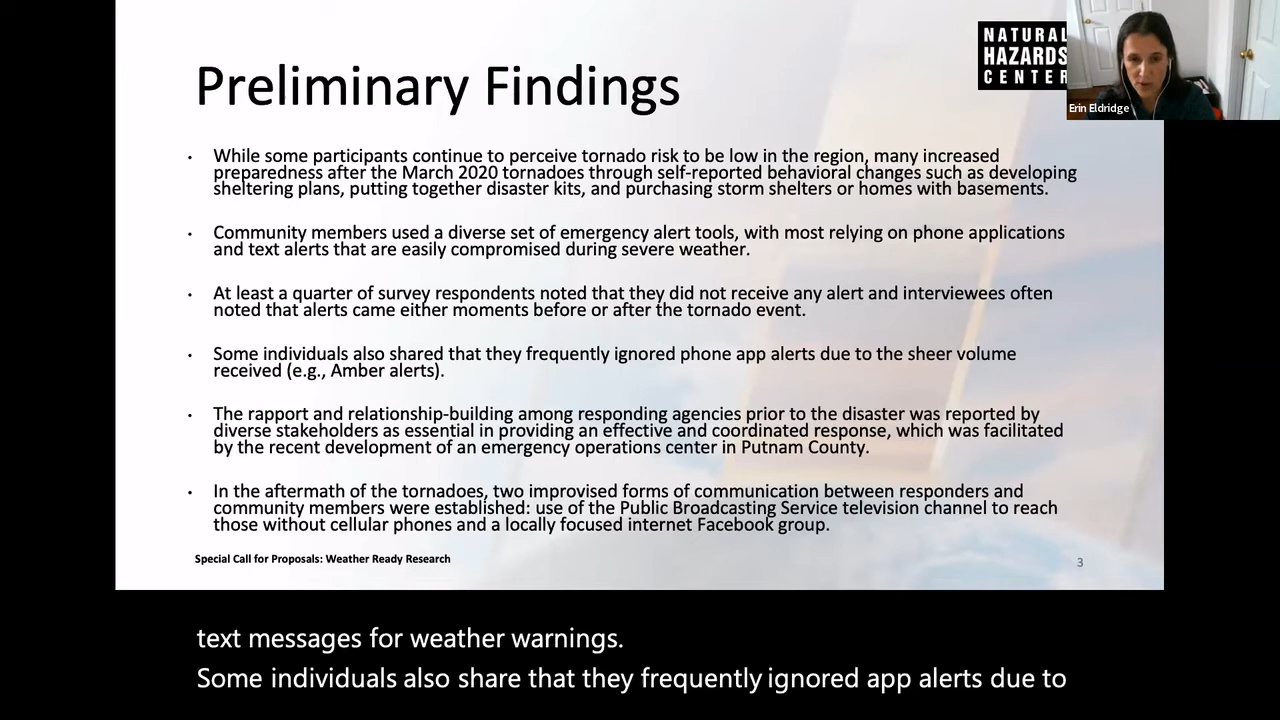 NATURAL
HAZARDS
CENTER
Erin Eldridge
Preliminary Findings
• While some participants continue to perceive tornado risk to be low in the region, many increased
preparedness after the March 2020 tornadoes through self-reported behavioral changes such as developing
sheltering plans, putting together disaster kits, and purchasing storm shelters or homes with basements.
• Community members used a diverse set of emergency alert tools, with most relying on phone applications
and text alerts that are easily compromised during severe weather.
• At least a quarter of survey respondents noted that they did not receive any alert and interviewees often
noted that alerts came either moments before or after the tornado event.
• Some individuals also shared that they frequently ignored phone app alerts due to the sheer volume
received (e.g., Amber alerts).
• The rapport and relationship-building among responding agencies prior to the disaster was reported by
diverse stakeholders as essential in providing an effective and coordinated response, which was facilitated
by the recent development of an emergency operations center in Putnam County.
• In the aftermath of the tornadoes, two improvised forms of communication between responders and
community members were established: use of the Public Broadcasting Service television channel to reach
those without cellular phones and a locally focused internet Facebook group.
Special Call for Proposals: Weather Ready Research
3
text messages for weather warnings.
Some individuals also share that they frequently ignored app alerts due to